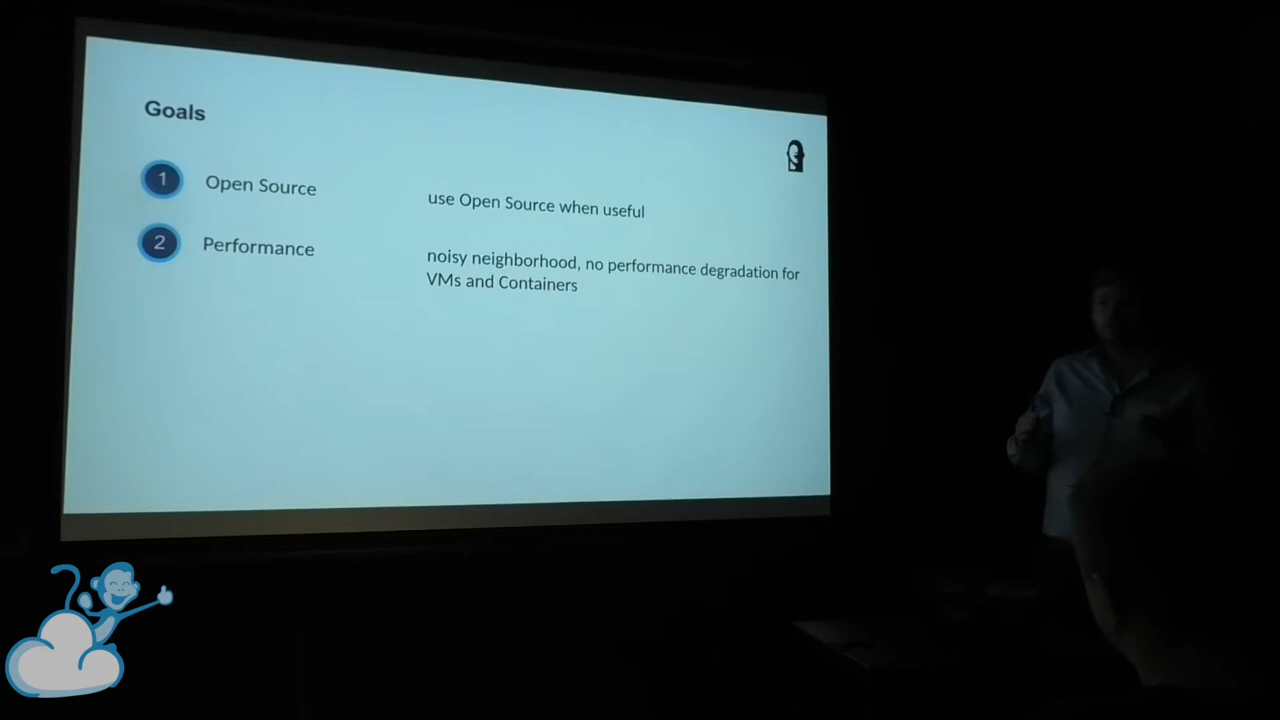 Goals
1 Open Source
use Open Source when useful
2 Performance
noisy neighborhood, no performance degradation for
VMs and Containers